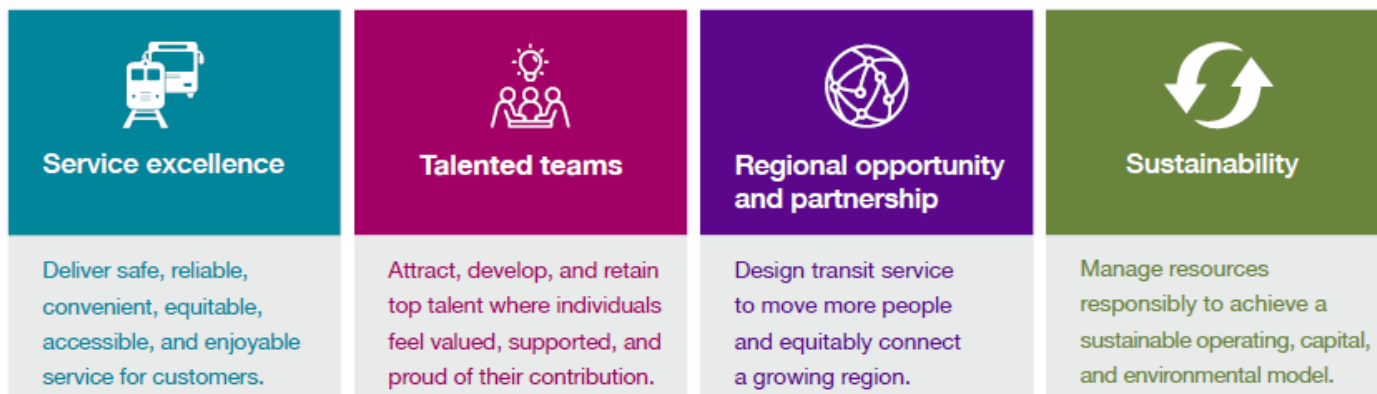 Service excellence
Deliver safe, reliable,
convenient, equitable,
accessible, and enjoyable
service for customers.
Talented teams
Attract, develop, and retain
top talent where individuals
feel valued, supported, and
proud of their contribution.
Regional opportunity
and partnership
Design transit service
to move more people
and equitably connect
a growing region.
Sustainability
Manage resources
responsibly to achieve a
sustainable operating, capital,
and environmental model.